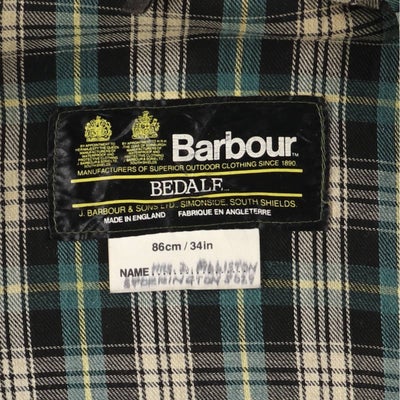 Barbour
MANUFACTURERS OF SUPERIOR OUTDOOR CLOTHING SINCE 1890.
BEDALE
J. BARBOUR & SONS LTD., SIMONSIDE, SOUTH SHIELDS.
MADE IN ENGLAND FABRIQUE EN ANGLETERRE
86cm / 34in
NAME